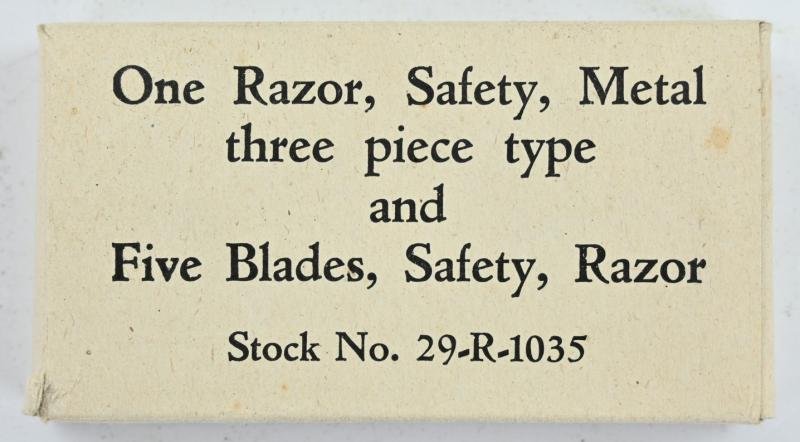 One Razor, Safety, Metal
three piece type
and
Five Blades, Safety, Razor
Stock No. 29-R-1035